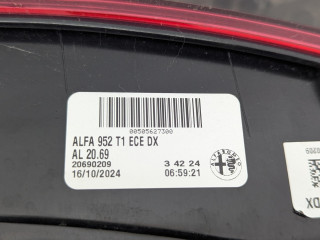 00505627300
ALFA 952 T1 ECE DX
AL 20.69
20690209 3 42 24
16/10/2024 06:59:21
DX